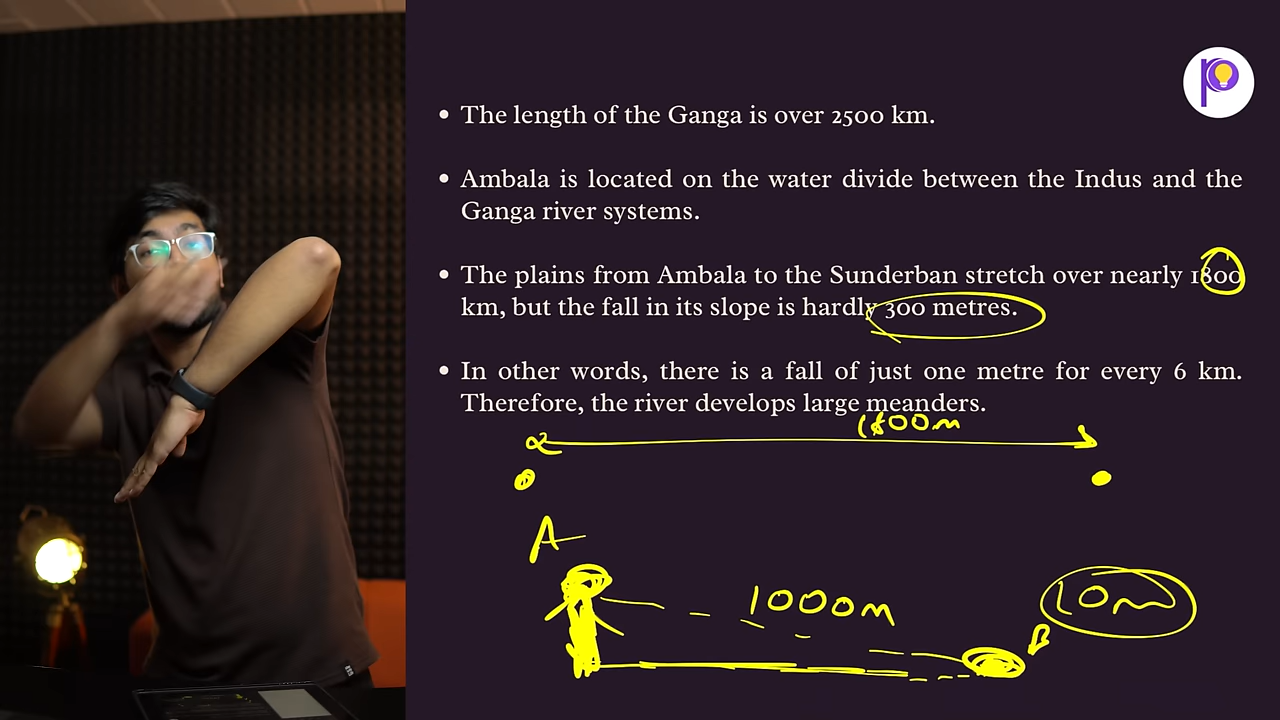 • The length of the Ganga is over 2500 km.
• Ambala is located on the water divide between the Indus and the
Ganga river systems.
• The plains from Ambala to the Sunderban stretch over nearly 1800
km, but the fall in its slope is hardly 300 metres.
• In other words, there is a fall of just one metre for every 6 km.
Therefore, the river develops large meanders.
1800m
A
1000m
10m